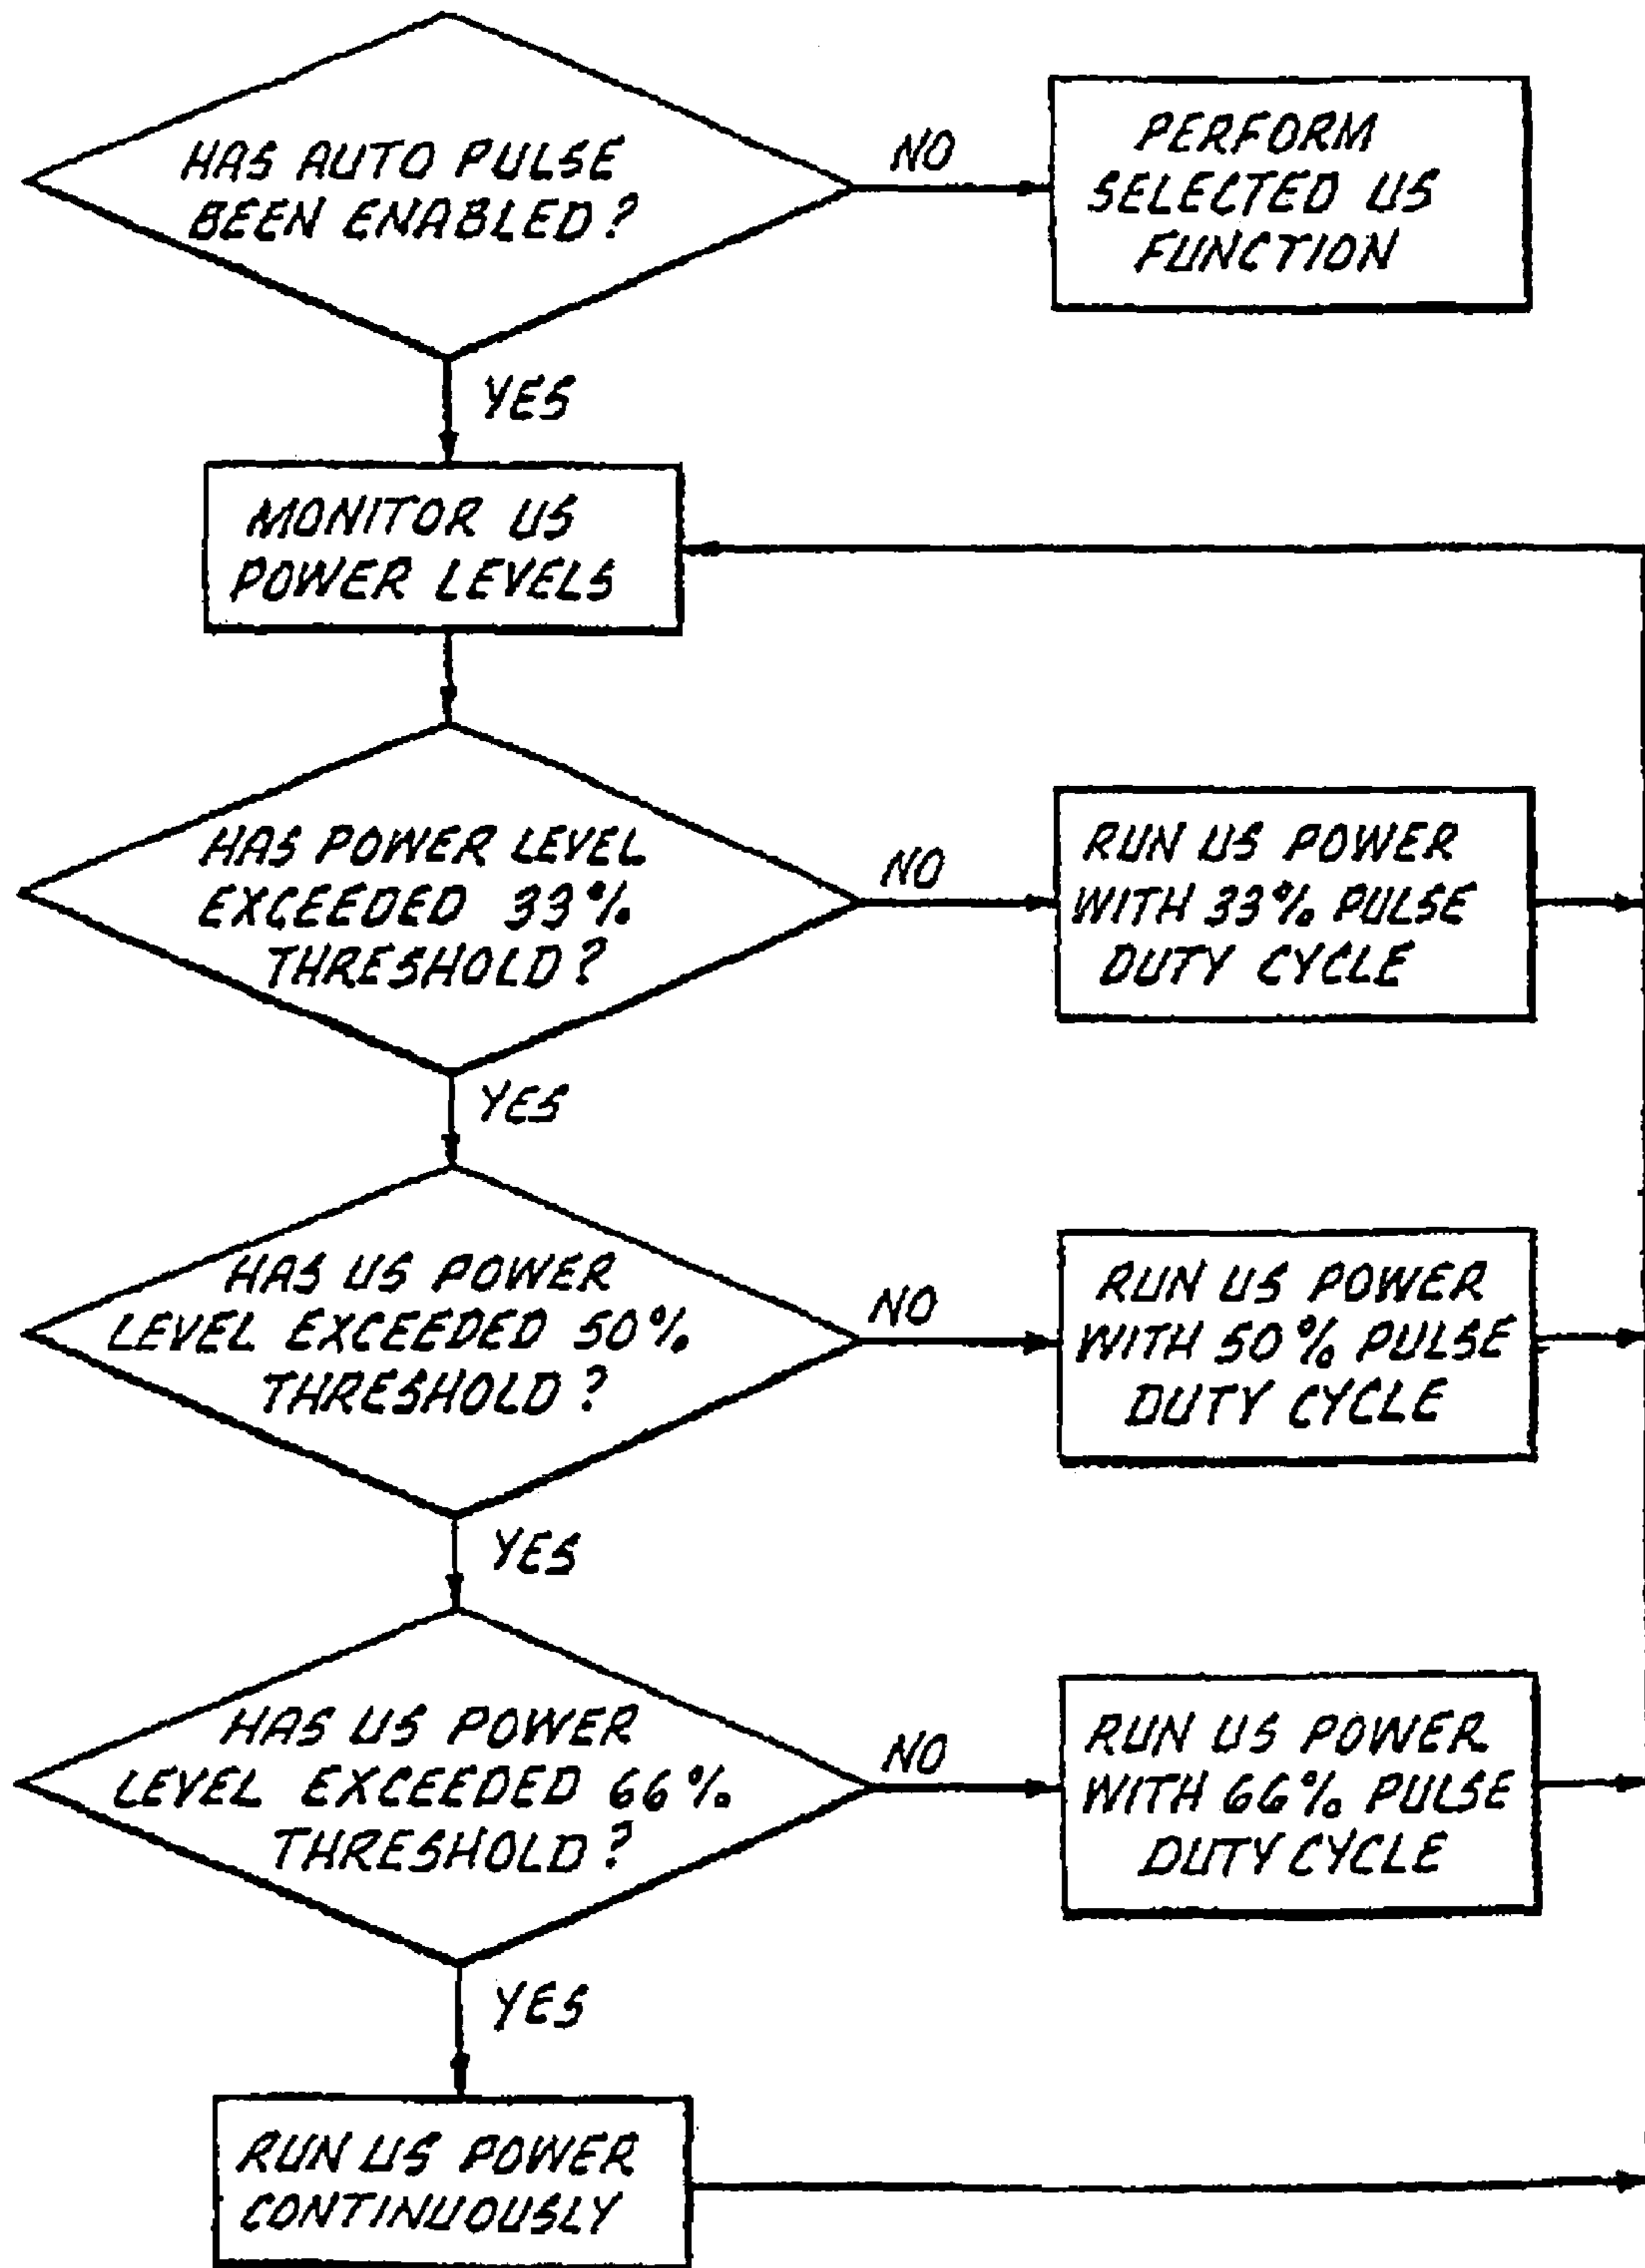 HAS AUTO PULSE
BEEN ENABLED?
NO
PERFORM
SELECTED US
FUNCTION
YES
MONITOR US
POWER LEVELS
HAS POWER LEVEL
EXCEEDED 33%
THRESHOLD?
NO
RUN US POWER
WITH 33% PULSE
DUTY CYCLE
YES
HAS US POWER
LEVEL EXCEEDED 50%
THRESHOLD?
NO
RUN US POWER
WITH 50% PULSE
DUTY CYCLE
YES
HAS US POWER
LEVEL EXCEEDED 66%
THRESHOLD?
NO
RUN US POWER
WITH 66% PULSE
DUTY CYCLE
YES
RUN US POWER
CONTINUOUSLY